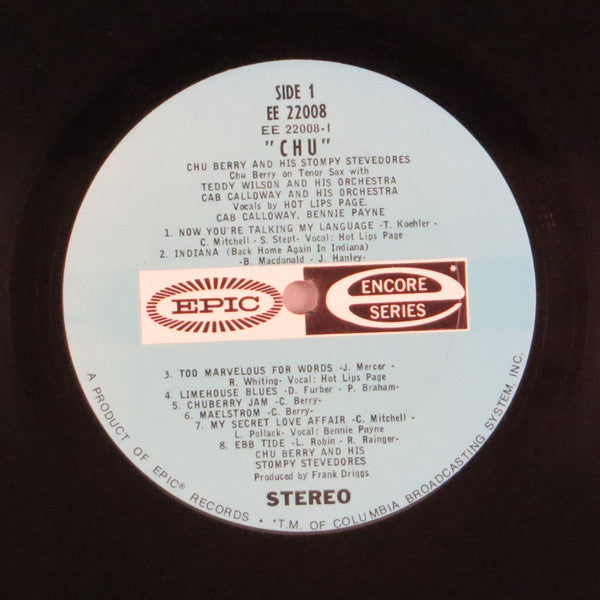 SIDE 1
EE 22008
EE 22008-1
"CHU"
CHU BERRY AND HIS STOMPY STEVEDORES
Chu Berry on Tenor Sax with
TEDDY WILSON AND HIS ORCHESTRA
CAB CALLOWAY AND HIS ORCHESTRA
Vocals by HOT LIPS PAGE,
CAB CALLOWAY, BENNIE PAYNE
1. NOW YOU'RE TALKING MY LANGUAGE -T. Koehler -
C. Mitchell - S. Stept- Vocal: Hot Lips Page
2. INDIANA (Back Home Again In Indiana)
-B. Macdonald - J. Hanley-
EPIC
e
ENCORE
SERIES
*
3. TOO MARVELOUS FOR WORDS -J. Mercer -
R. Whiting- Vocal: Hot Lips Page
4. LIMEHOUSE BLUES -D. Furber - P. Braham-
5. CHUBERRY JAM -C. Berry-
6. MAELSTROM -C. Berry-
7. MY SECRET LOVE AFFAIR -C. Mitchell -
L. Pollack- Vocal: Bennie Payne
8. EBB TIDE -L. Robin - R. Rainger-
CHU BERRY AND HIS
STOMPY STEVEDORES
Produced by Frank Driggs
STEREO
A PRODUCT OF EPIC® RECORDS • *T.M. OF COLUMBIA BROADCASTING SYSTEM, INC.